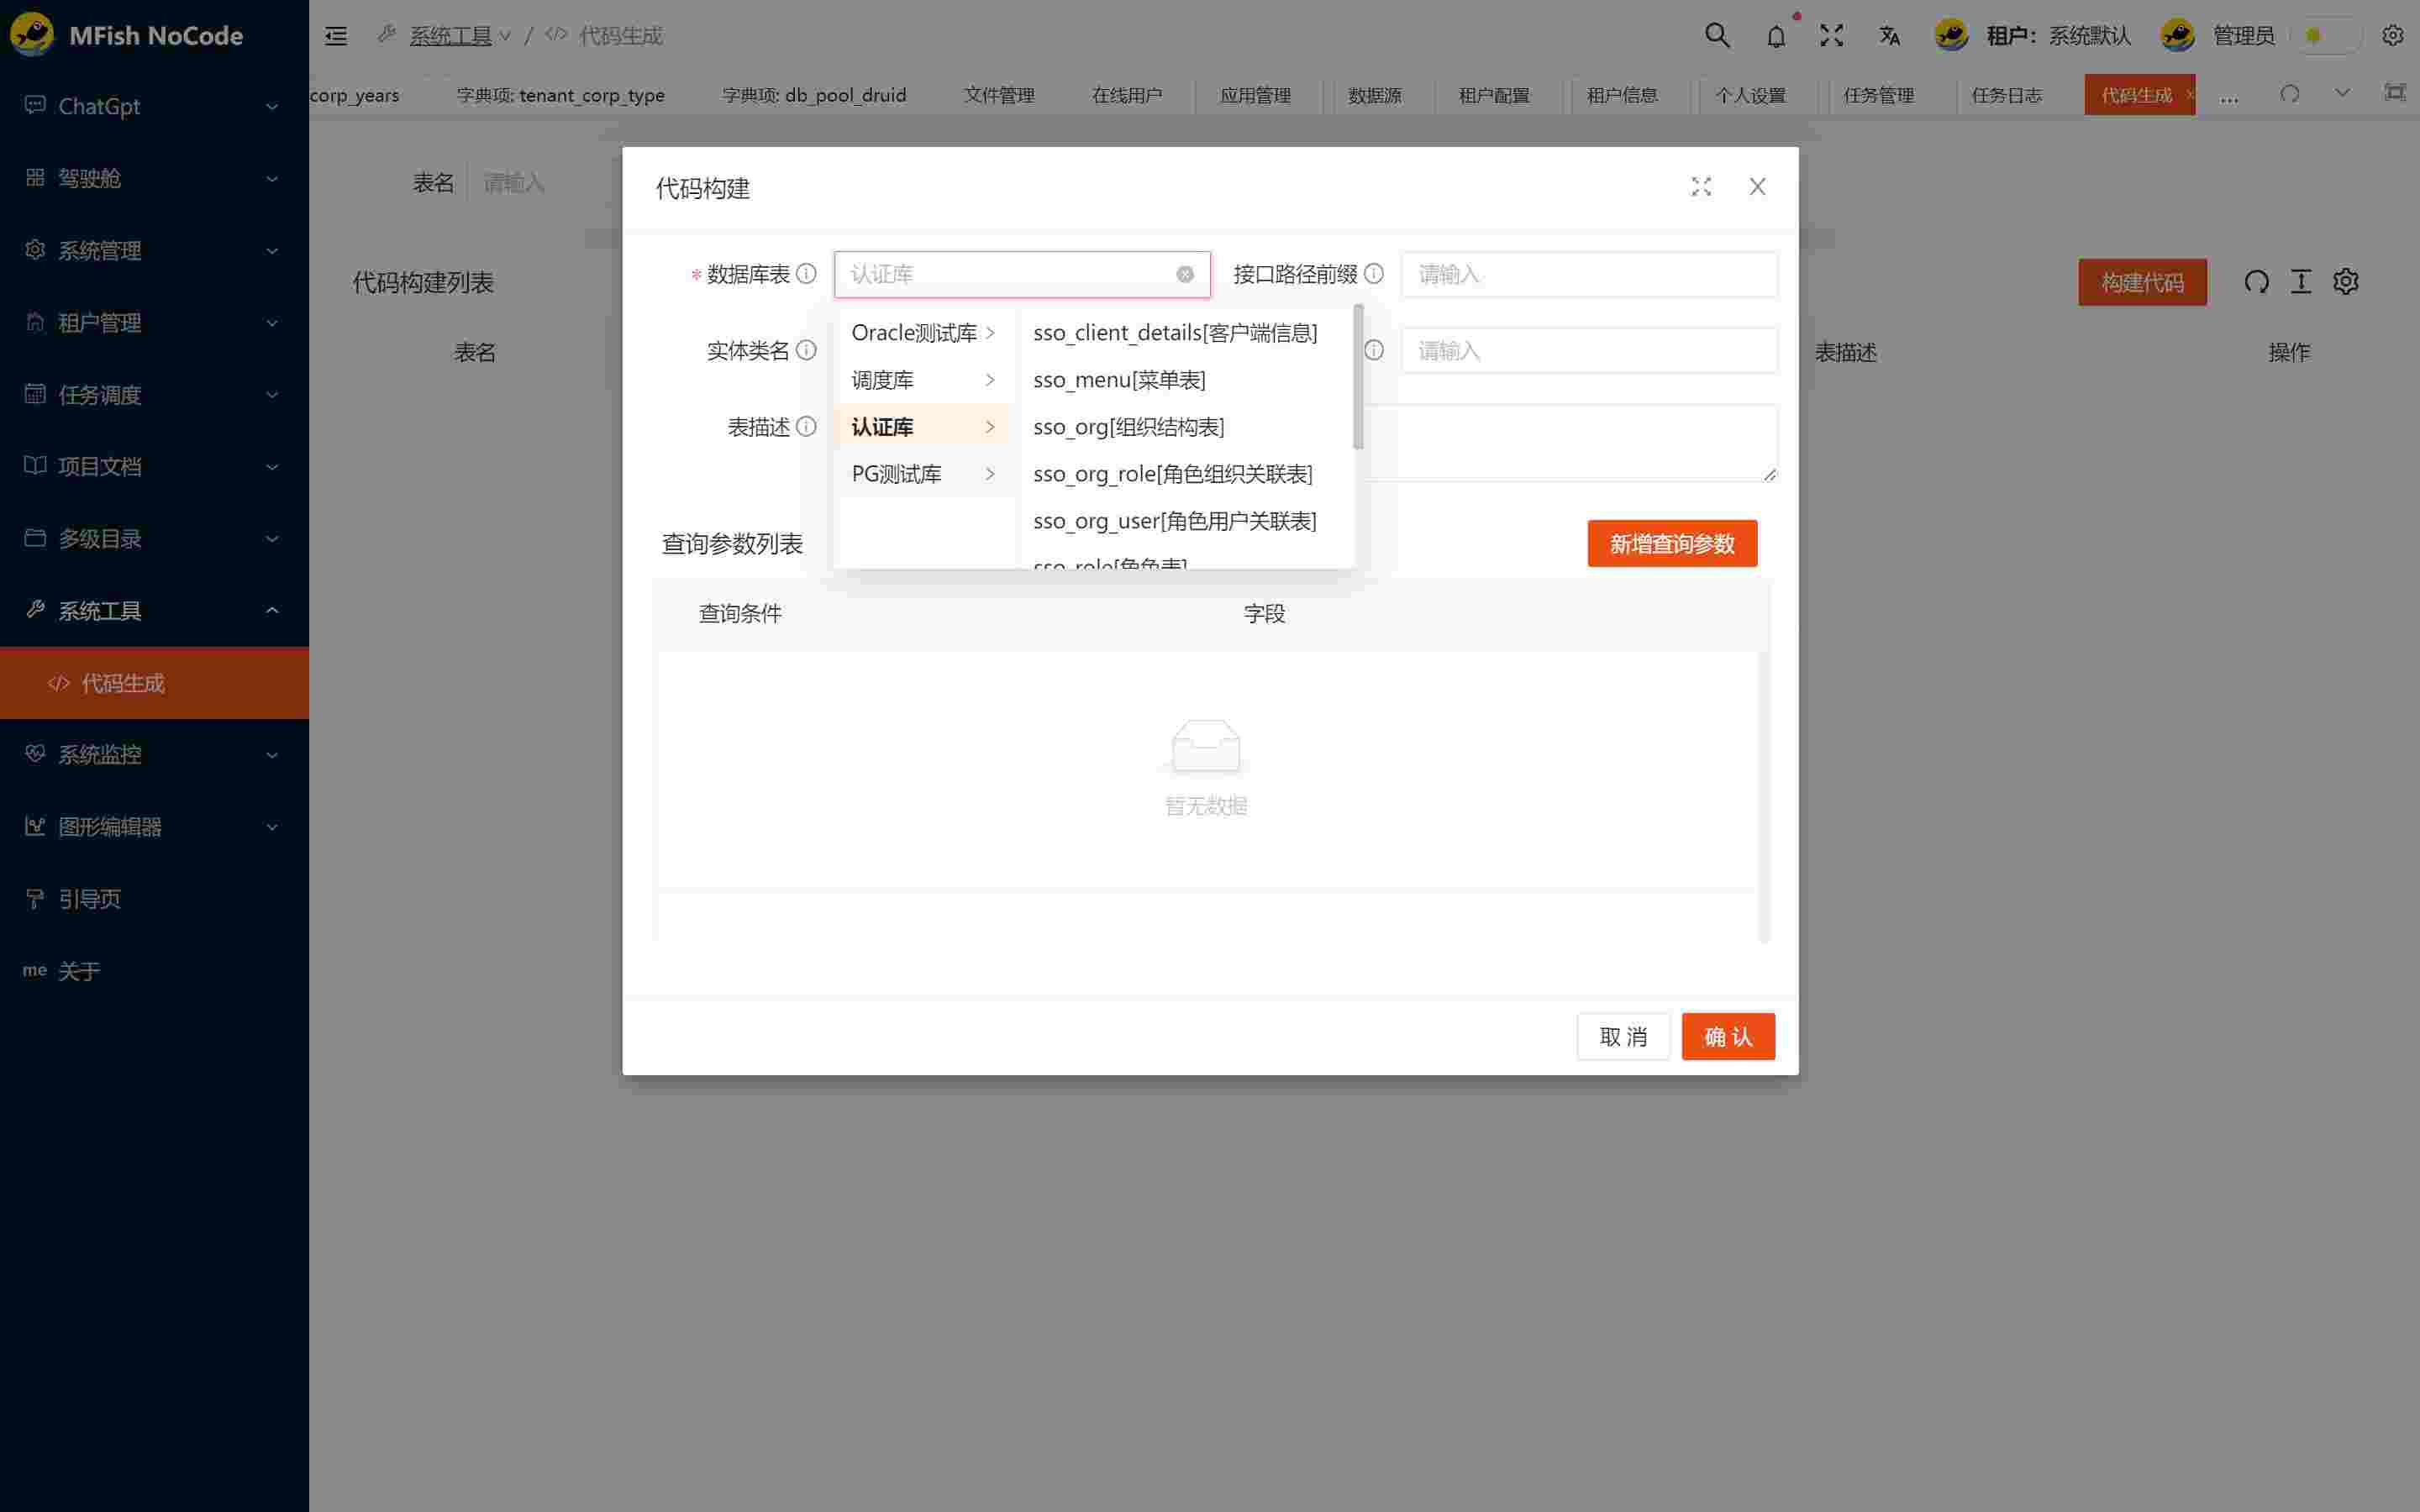 MFish NoCode
系统工具 / 代码生成
租户: 系统默认
管理员
corp_years
字典项: tenant_corp_type
字典项: db_pool_druid
文件管理
在线用户
应用管理
数据源
租户配置
租户信息
个人设置
任务管理
任务日志
代码生成
...
ChatGpt
驾驶舱
系统管理
租户管理
任务调度
项目文档
多级目录
系统工具
代码生成
系统监控
图形编辑器
引导页
me 关于
表名 请输入
代码构建列表
构建代码
表名
表描述
操作
代码构建
* 数据库表 认证库
接口路径前缀 请输入
实体类名
请输入
表描述
Oracle测试库
调度库
认证库
PG测试库
sso_client_details[客户端信息]
sso_menu[菜单表]
sso_org[组织结构表]
sso_org_role[角色组织关联表]
sso_org_user[角色用户关联表]
sso_role[角色表]
查询参数列表
新增查询参数
查询条件
字段
暂无数据
取 消
确 认